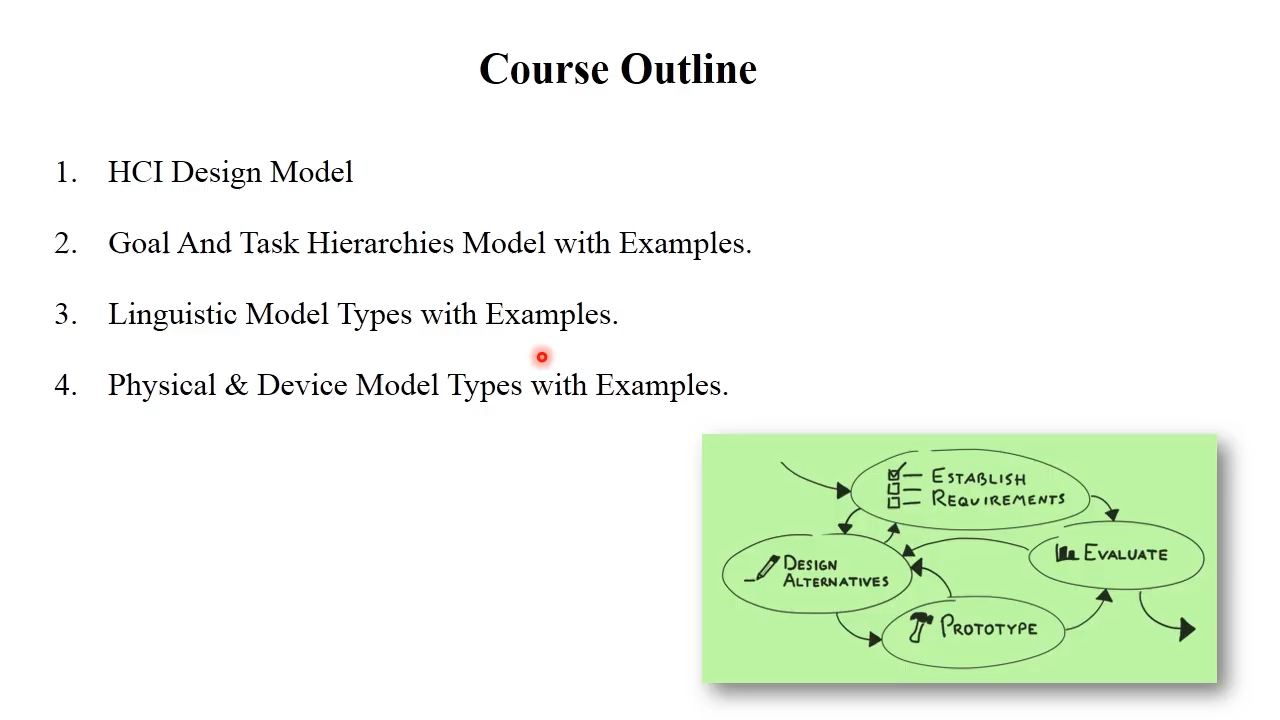 Course Outline
1. HCI Design Model
2. Goal And Task Hierarchies Model with Examples.
3. Linguistic Model Types with Examples.
4. Physical & Device Model Types with Examples.
ESTABLISH
REQUIREMENTS
EVALUATE
DESIGN
ALTERNATIVES
PROTOTYPE